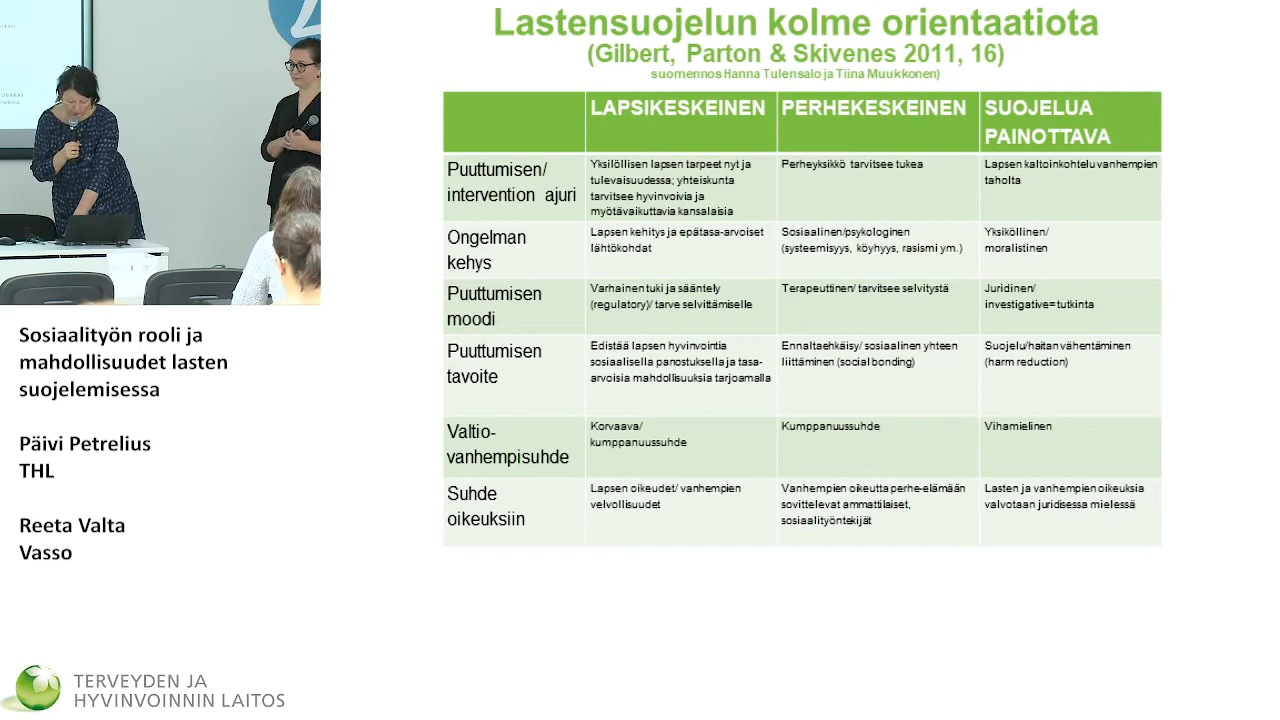 Lastensuojelun kolme orientaatiota
(Gilbert, Parton & Skivenes 2011, 16)
suomennos Hanna Tulensalo ja Tiina Muukkonen)
LAPSIKESKEINEN
PERHEKESKEINEN
SUOJELUA
PAINOTTAVA
Puuttumisen/
intervention ajuri
Yksilöllisen lapsen tarpeet nyt ja
tulevaisuudessa; yhteiskunta
tarvitsee hyvinvoivia ja
myötävaikuttavia kansalaisia
Perheyksikkö tarvitsee tukea
Lapsen kaltoinkohtelu vanhempien
taholta
Ongelman
kehys
Lapsen kehitys ja epätasa-arvoiset
lähtökohdat
Sosiaalinen/psykologinen
(systeemisyys, köyhyys, rasismi ym.)
Yksiköllinen/
moralistinen
Puuttumisen
moodi
Varhainen tuki ja sääntely
(regulatory)/ tarve selvittämiselle
Terapeuttinen/ tarvitsee selvitystä
Juridinen/
investigative= tutkinta
Puuttumisen
tavoite
Edistää lapsen hyvinvointia
sosiaalisella panostuksella ja tasa-
arvoisia mahdollisuuksia tarjoamalla
Ennaltaehkäisy/ sosiaalinen yhteen
liittäminen (social bonding)
Suojelu/haitan vähentäminen
(harm reduction)
Valtio-
vanhempisuhde
Korvaava/
kumppanuussuhde
Kumppanuussuhde
Vihamielinen
Suhde
oikeuksiin
Lapsen oikeudet/ vanhempien
velvollisuudet
Vanhempien oikeutta perhe-elämään
sovittelevat ammattilaiset,
sosiaalityöntekijät
Lasten ja vanhempien oikeuksia
valvotaan juridisessa mielessä
Sosiaalityön rooli ja
mahdollisuudet lasten
suojelemisessa
Päivi Petrelius
THL
Reeta Valta
Vasso
TERVEYDEN JA
HYVINVOINNIN LAITOS